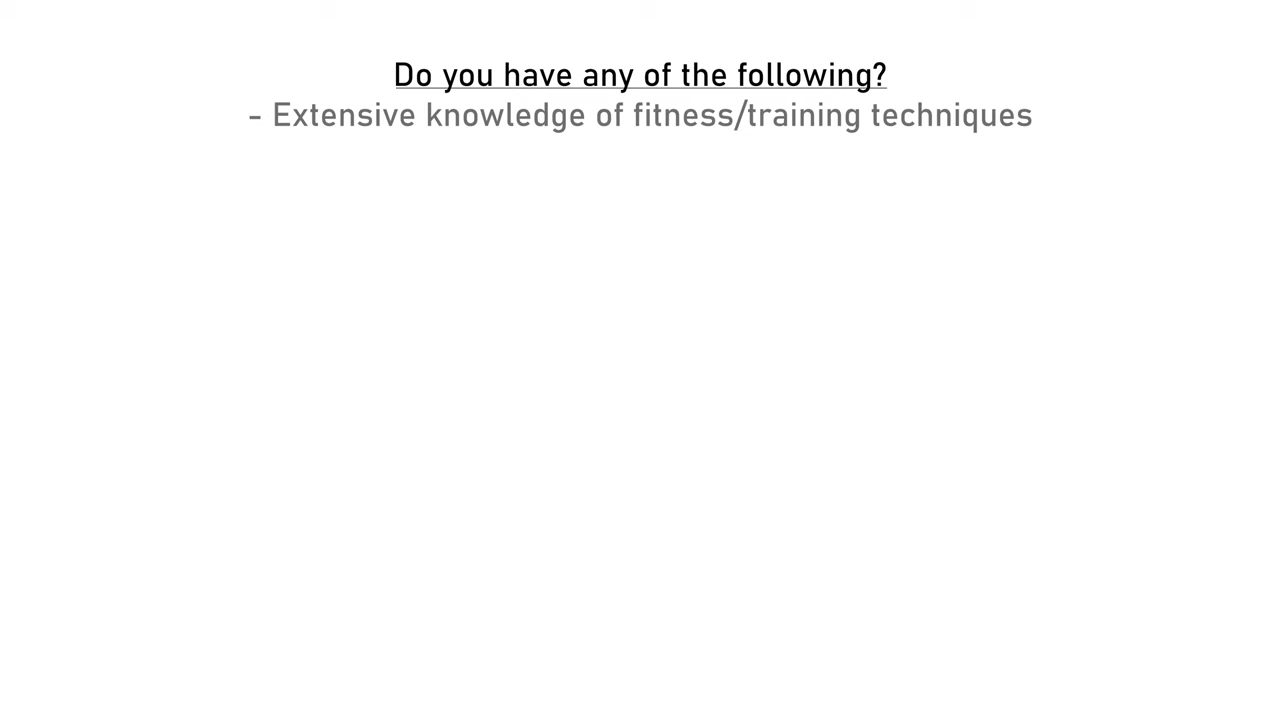 Do you have any of the following?
- Extensive knowledge of fitness/training techniques